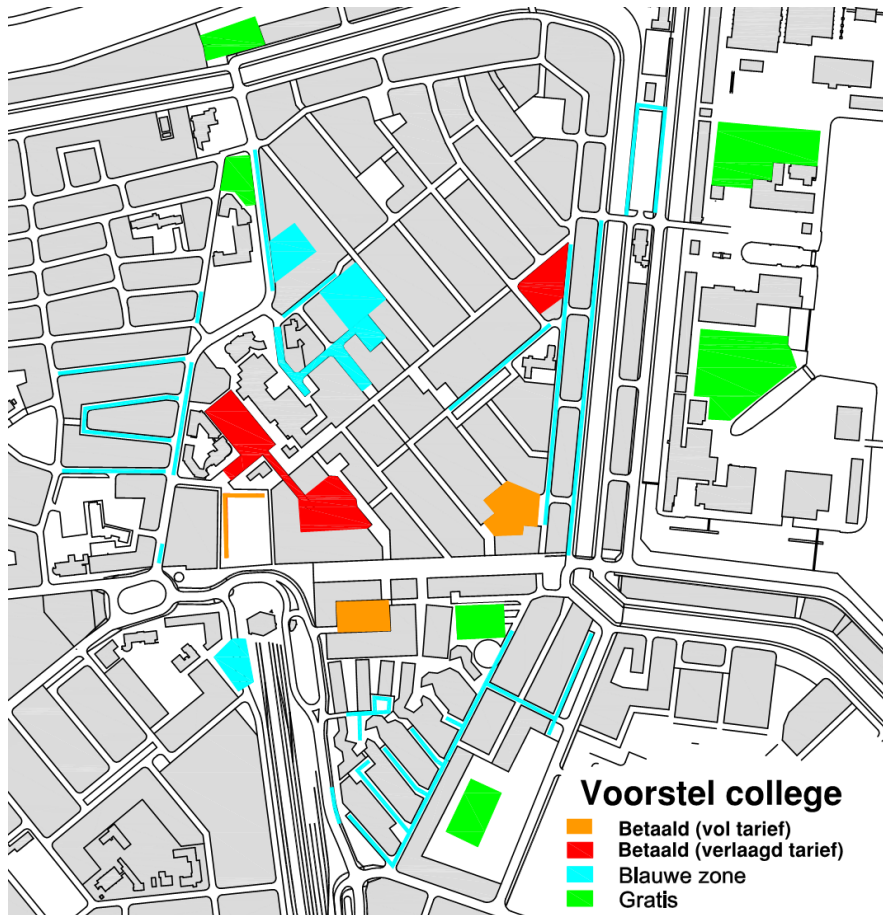 Voorstel college
Betaald (vol tarief)
Betaald (verlaagd tarief)
Blauwe zone
Gratis